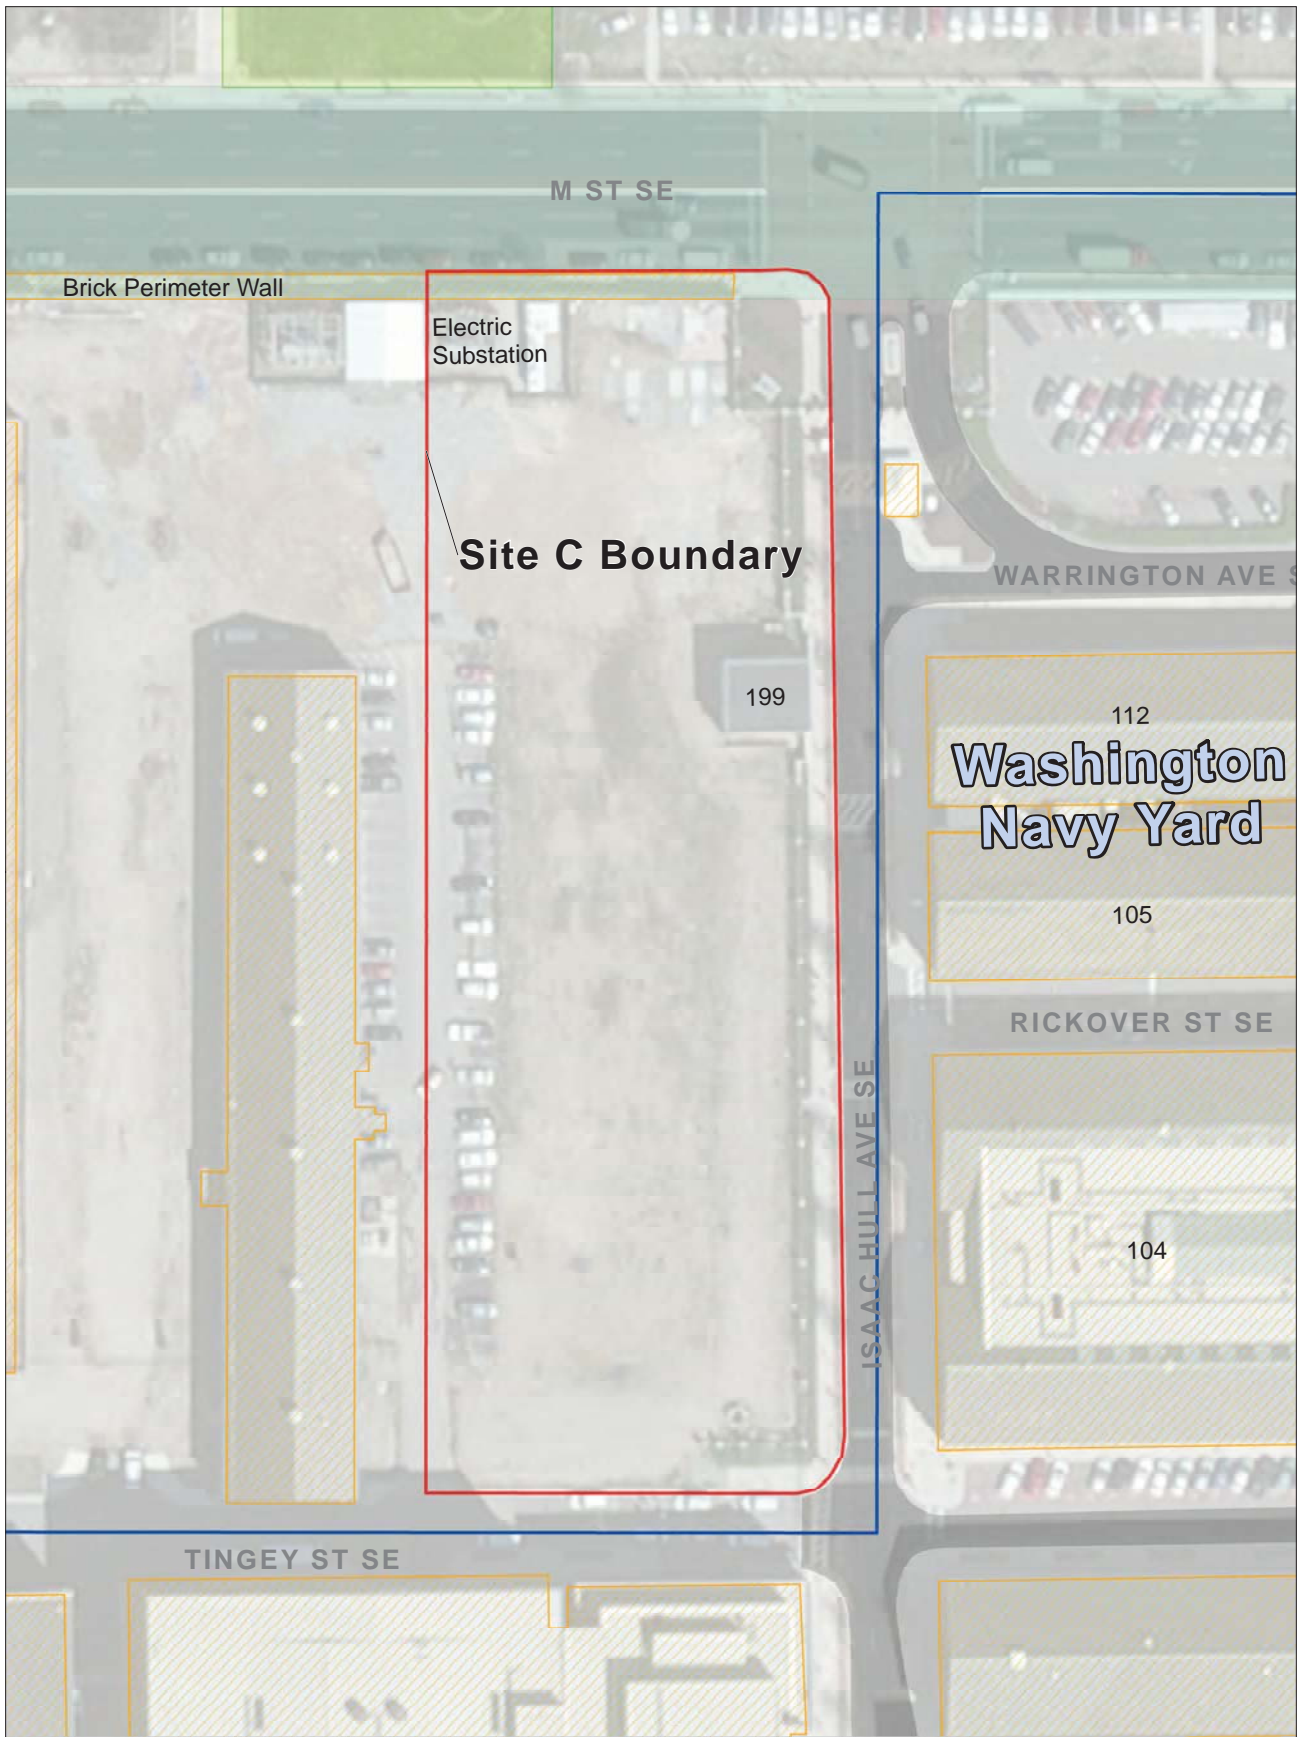 M ST SE
Brick Perimeter Wall
Electric
Substation
Site C Boundary
WARRINGTON AVE S
199
112
Washington
Navy Yard
105
RICKOVER ST SE
ISAAC HULL AVE SE
104
TINGEY ST SE